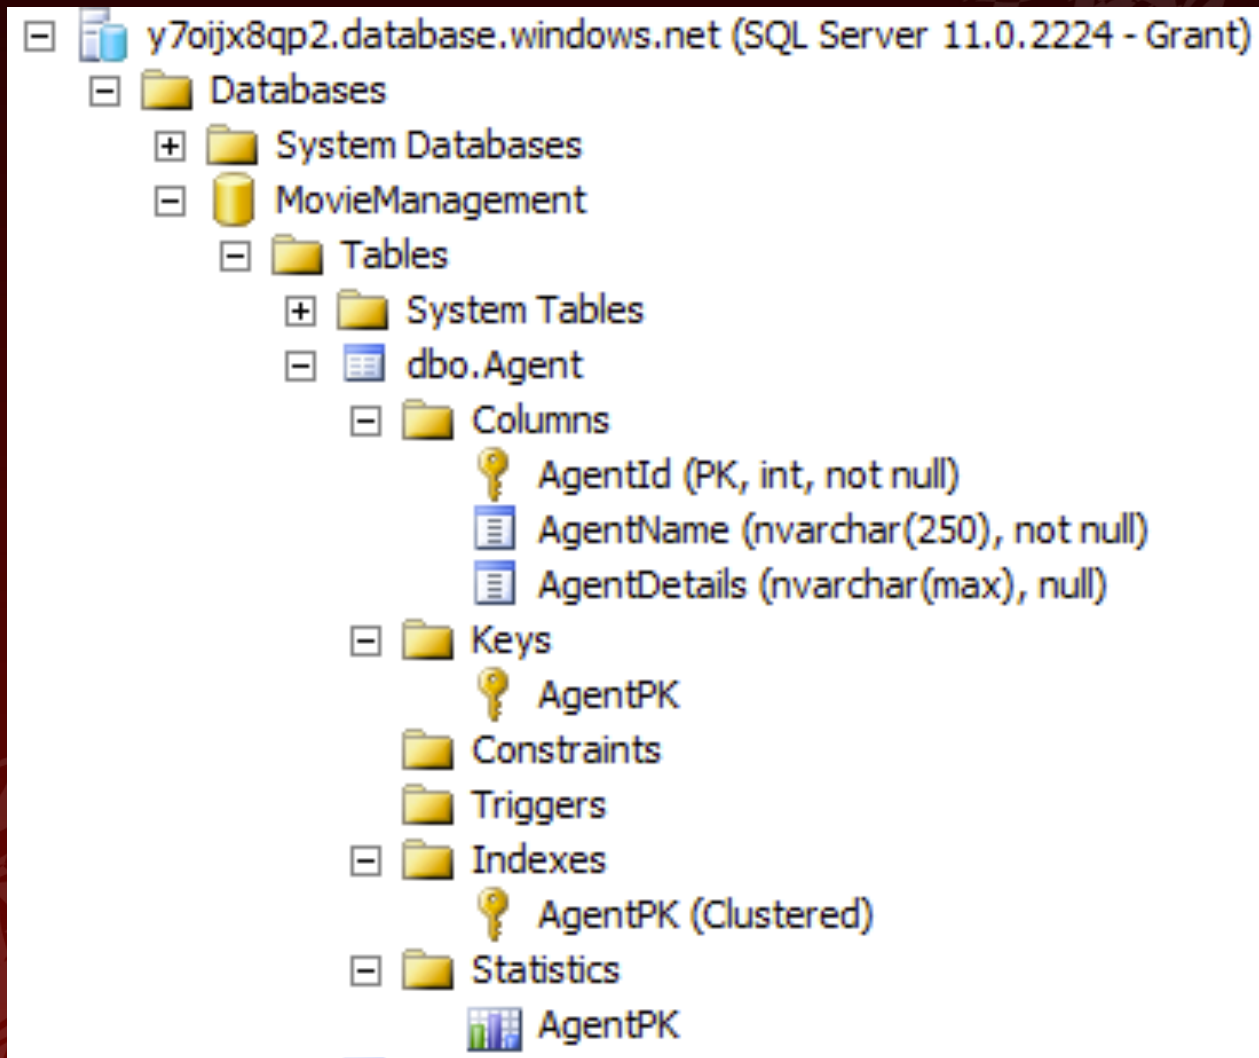 y7oijx8qp2.database.windows.net (SQL Server 11.0.2224 - Grant)
Databases
System Databases
MovieManagement
Tables
System Tables
dbo.Agent
Columns
AgentId (PK, int, not null)
AgentName (nvarchar(250), not null)
AgentDetails (nvarchar(max), null)
Keys
AgentPK
Constraints
Triggers
Indexes
AgentPK (Clustered)
Statistics
AgentPK